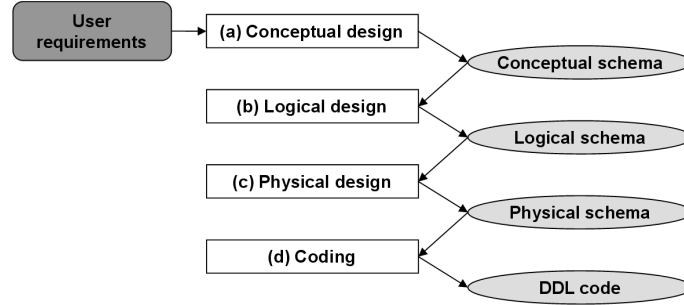 User
requirements
(a) Conceptual design
Conceptual schema
(b) Logical design
Logical schema
(c) Physical design
Physical schema
(d) Coding
DDL code